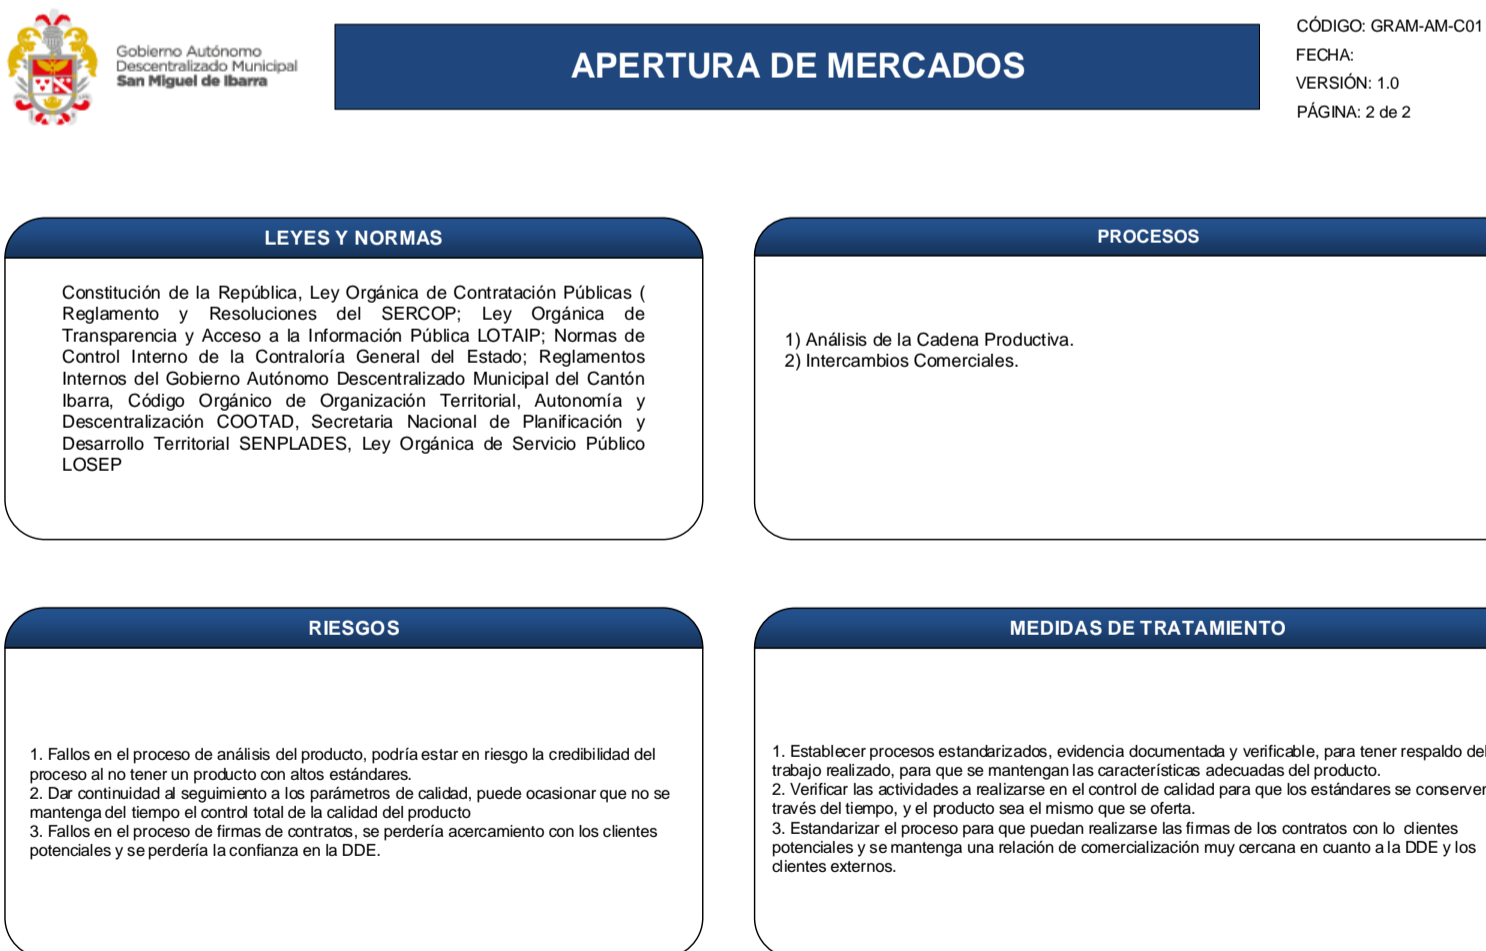 Gobierno Autónomo
Descentralizado Municipal
San Miguel de Ibarra
APERTURA DE MERCADOS
CÓDIGO: GRAM-AM-C01
FECHA:
VERSIÓN: 1.0
PÁGINA: 2 de 2
LEYES Y NORMAS
Constitución de la República, Ley Orgánica de Contratación Públicas (
Reglamento y Resoluciones del SERCOP; Ley Orgánica de
Transparencia y Acceso a la Información Pública LOTAIP; Normas de
Control Interno de la Contraloría General del Estado; Reglamentos
Internos del Gobierno Autónomo Descentralizado Municipal del Cantón
Ibarra, Código Orgánico de Organización Territorial, Autonomía y
Descentralización COOTAD, Secretaria Nacional de Planificación y
Desarrollo Territorial SENPLADES, Ley Orgánica de Servicio Público
LOSEP
PROCESOS
1) Análisis de la Cadena Productiva.
2) Intercambios Comerciales.
RIESGOS
1. Fallos en el proceso de análisis del producto, podría estar en riesgo la credibilidad del
proceso al no tener un producto con altos estándares.
2. Dar continuidad al seguimiento a los parámetros de calidad, puede ocasionar que no se
mantenga del tiempo el control total de la calidad del producto
3. Fallos en el proceso de firmas de contratos, se perdería acercamiento con los clientes
potenciales y se perdería la confianza en la DDE.
MEDIDAS DE TRATAMIENTO
1. Establecer procesos estandarizados, evidencia documentada y verificable, para tener respaldo del
trabajo realizado, para que se mantengan las características adecuadas del producto.
2. Verificar las actividades a realizarse en el control de calidad para que los estándares se conserven
través del tiempo, y el producto sea el mismo que se oferta.
3. Estandarizar el proceso para que puedan realizarse las firmas de los contratos con lo clientes
potenciales y se mantenga una relación de comercialización muy cercana en cuanto a la DDE y los
clientes externos.